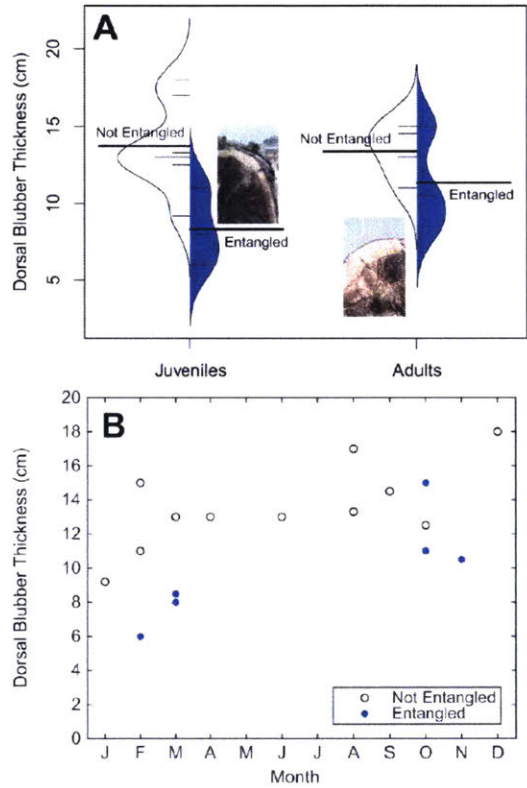 A
Dorsal Blubber Thickness (cm)
20
15
10
5
Not Entangled
Entangled
Not Entangled
Entangled
Juveniles
Adults
B
Dorsal Blubber Thickness (cm)
20
18
16
14
12
10
8
6
4
2
0
Not Entangled
Entangled
J F M A M J J A S O N D
Month